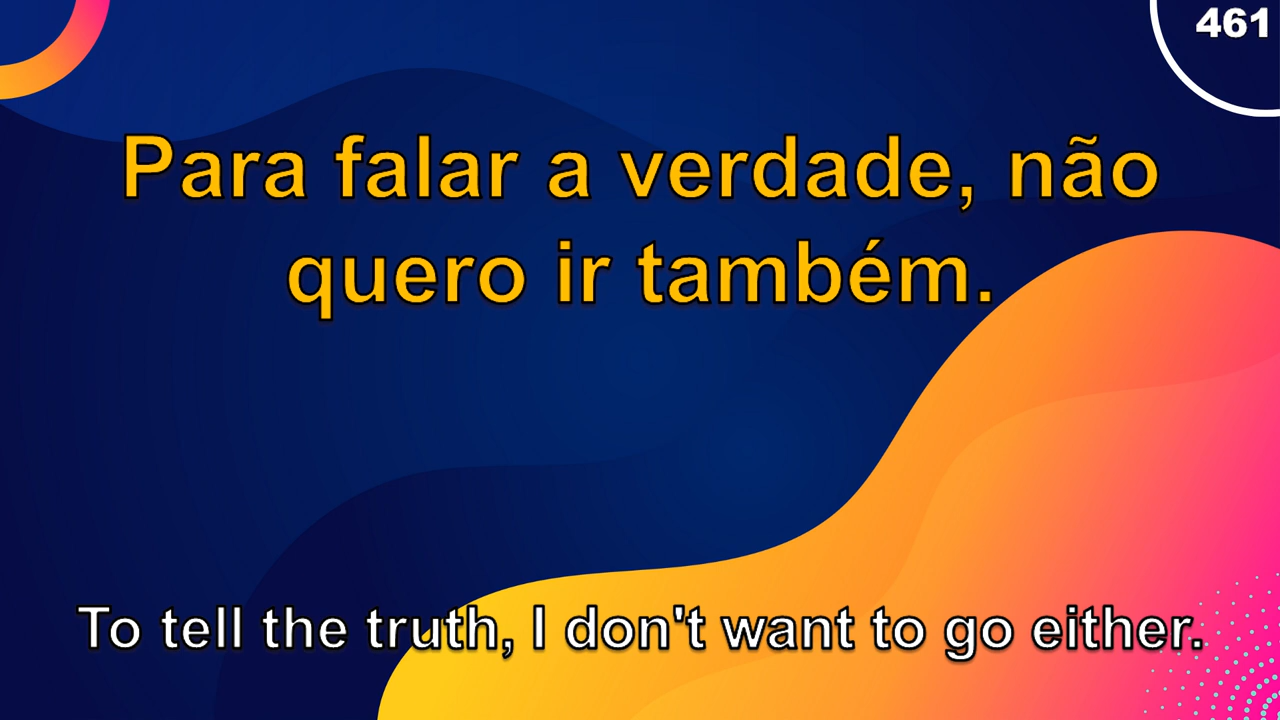 461
Para falar a verdade, não
quero ir também.
To tell the truth, I don't want to go either.